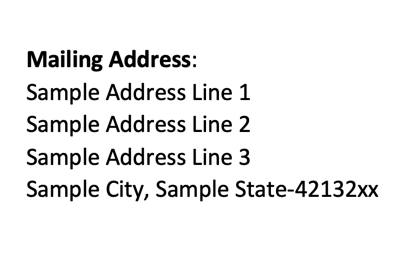 Mailing Address:
Sample Address Line 1
Sample Address Line 2
Sample Address Line 3
Sample City, Sample State-42132xx